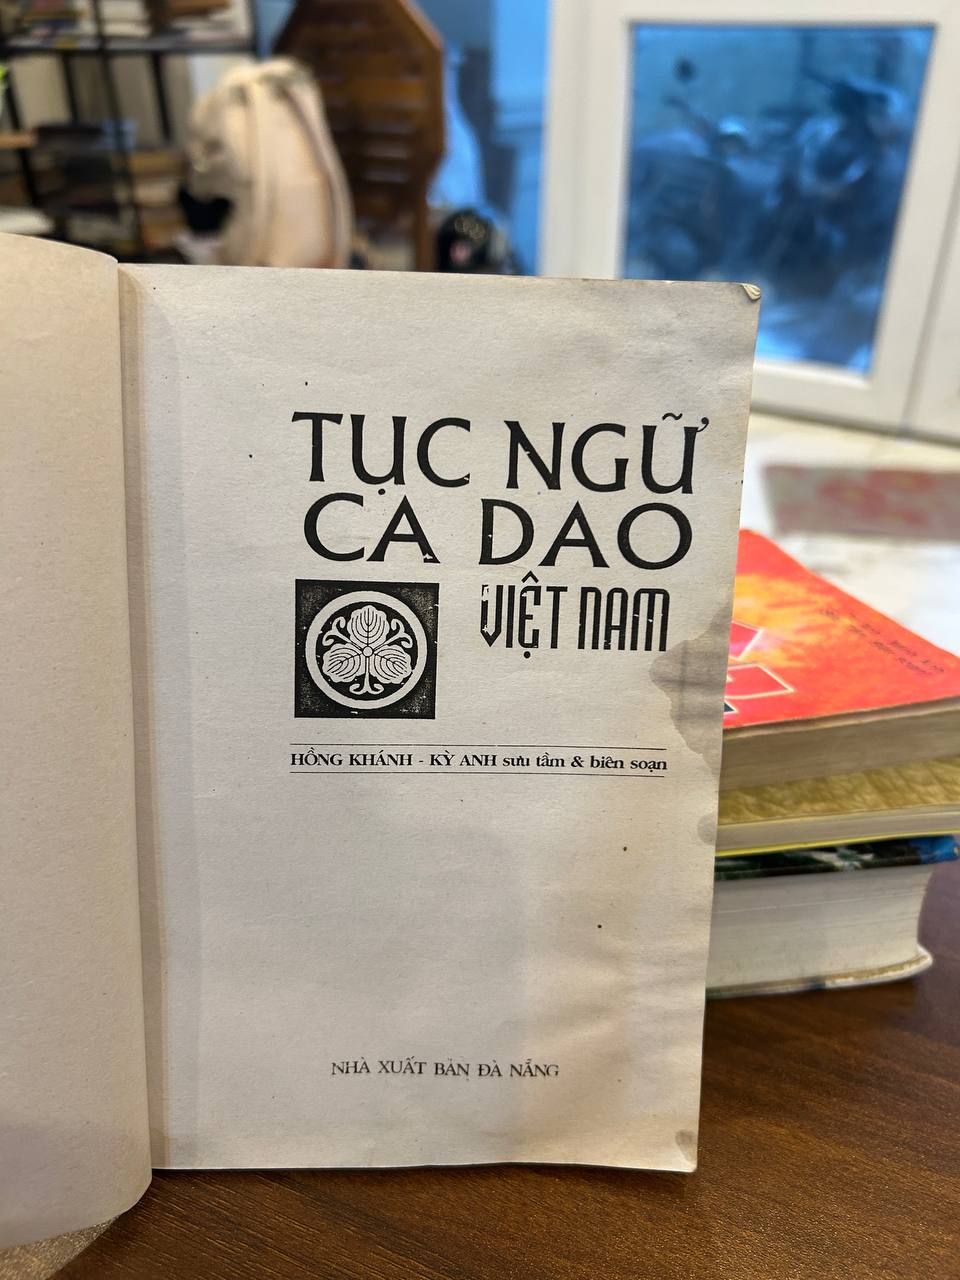 TỤC NGỮ
CA DAO
VIỆT NAM
HỒNG KHÁNH - KỲ ANH sưu tầm & biên soạn
NHÀ XUẤT BẢN ĐÀ NẴNG